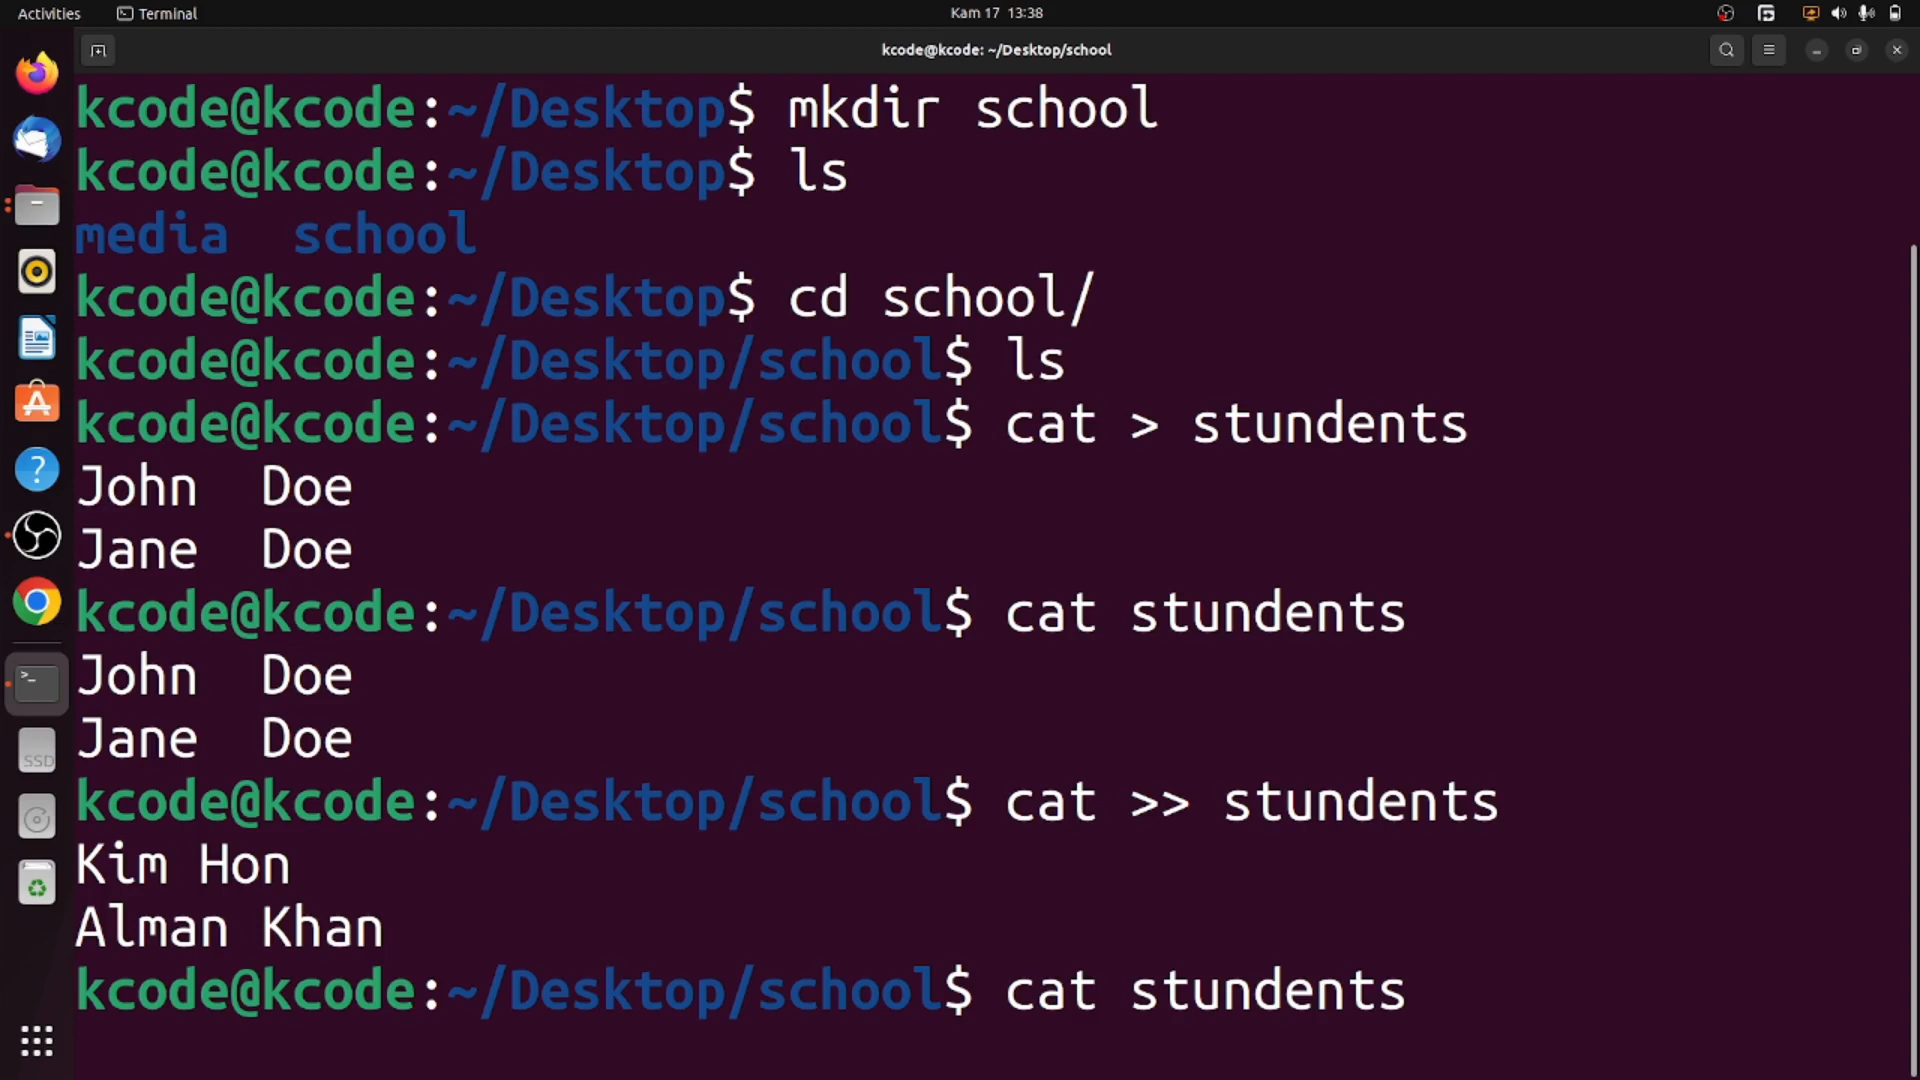 Activities Terminal Kam 17 13:38
kcode@kcode: ~/Desktop/school
kcode@kcode:~/Desktop$ mkdir school
kcode@kcode:~/Desktop$ ls
media school
kcode@kcode:~/Desktop$ cd school/
kcode@kcode:~/Desktop/school$ ls
kcode@kcode:~/Desktop/school$ cat > stundents
John Doe
Jane Doe
kcode@kcode:~/Desktop/school$ cat stundents
John Doe
Jane Doe
kcode@kcode:~/Desktop/school$ cat >> stundents
Kim Hon
Alman Khan
kcode@kcode:~/Desktop/school$ cat stundents
SSD